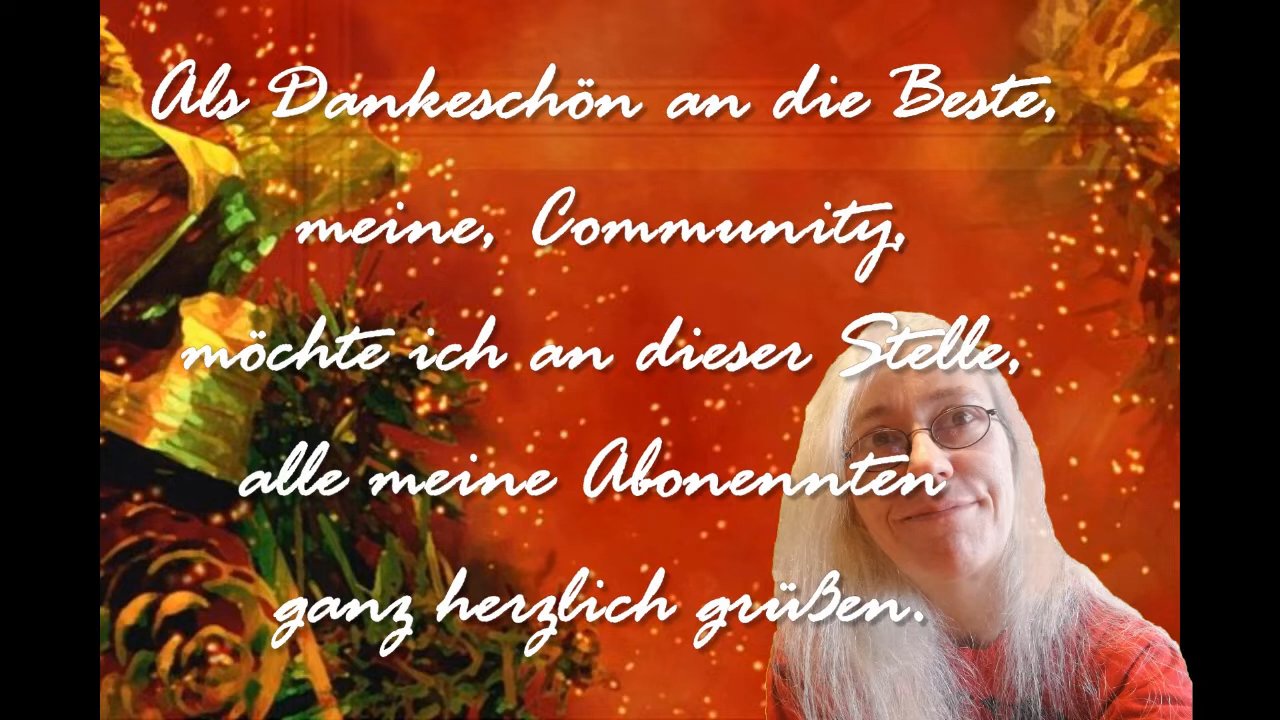 Als Dankeschön an die Beste,
meine, Community,
möchte ich an dieser Stelle,
alle meine Abonennten
ganz herzlich grüßen.